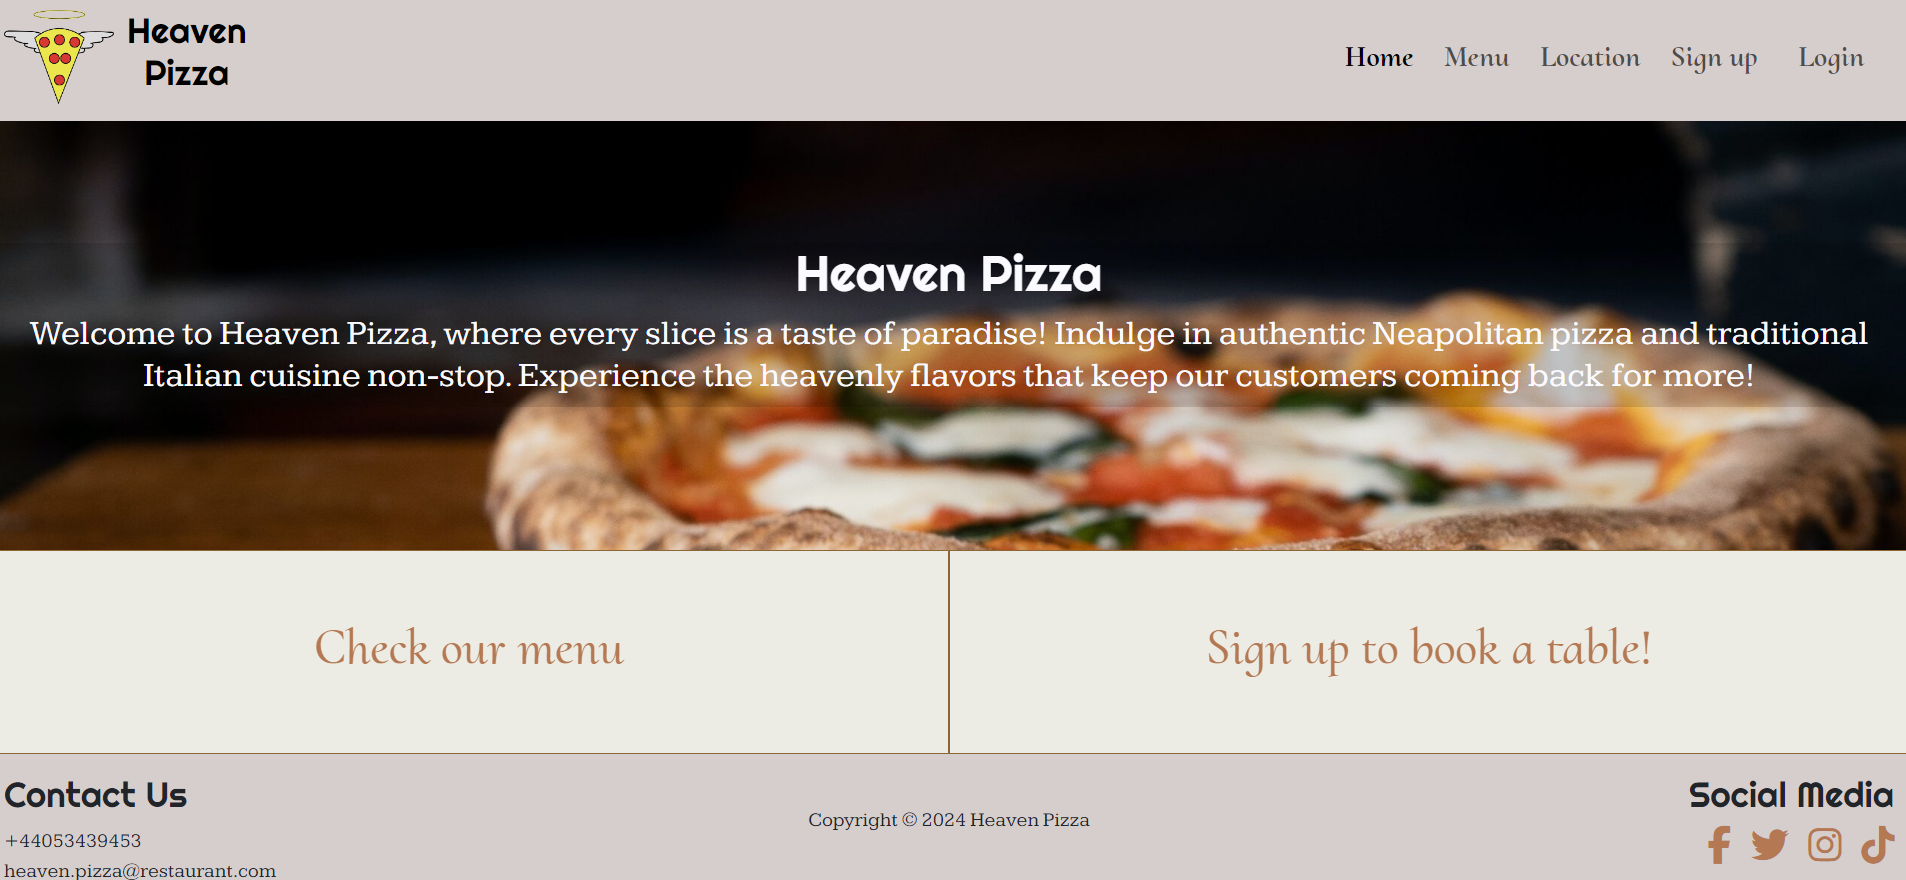 Heaven
Pizza
Home Menu Location Sign up Login
Heaven Pizza
Welcome to Heaven Pizza, where every slice is a taste of paradise! Indulge in authentic Neapolitan pizza and traditional
Italian cuisine non-stop. Experience the heavenly flavors that keep our customers coming back for more!
Check our menu
Sign up to book a table!
Contact Us
+44053439453
heaven.pizza@restaurant.com
Copyright © 2024 Heaven Pizza
Social Media